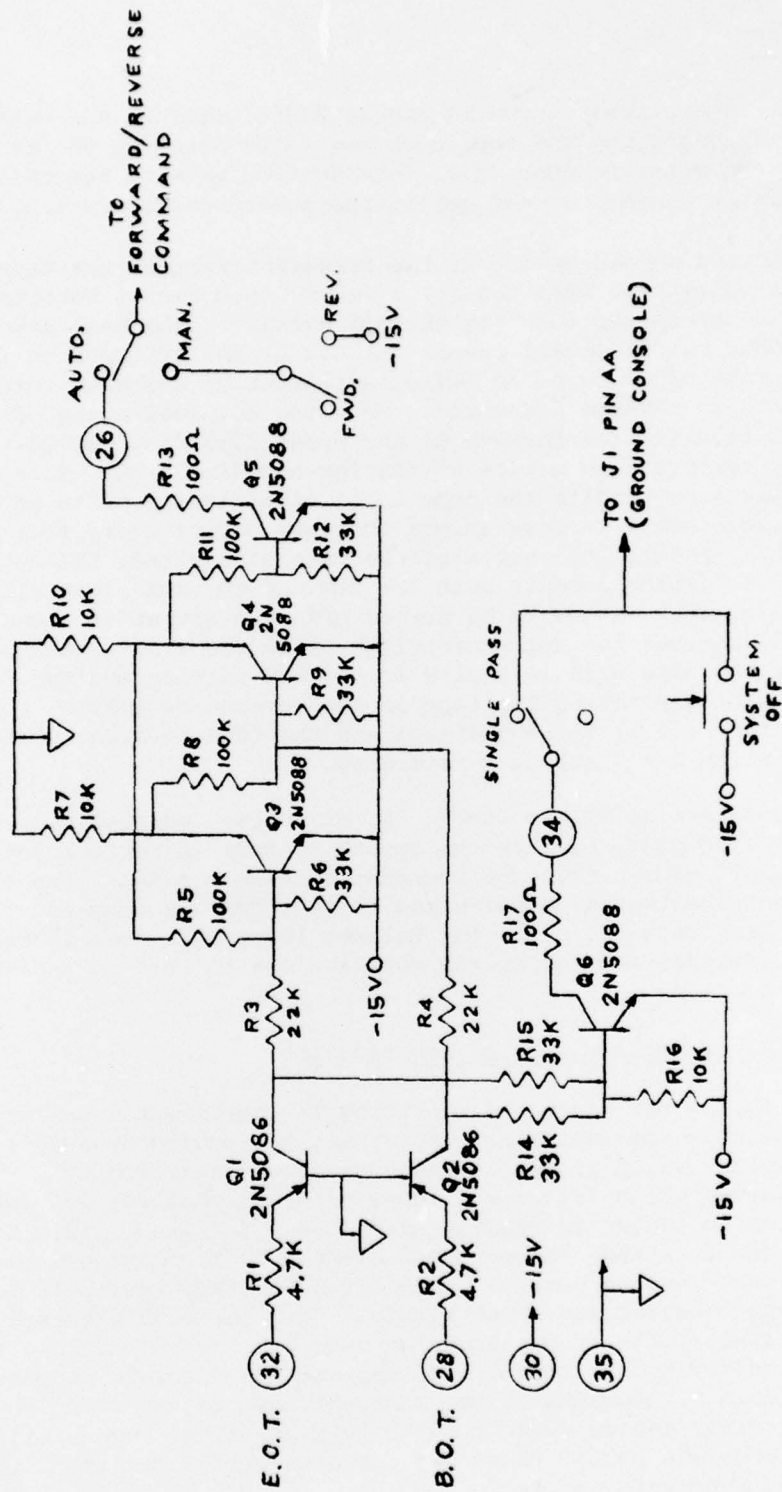 E.O.T.
32
R1
4.7K
Q1
2N5086
R3
22K
R5
100K
R6
33K
Q3
2N5088
R7
10K
R8
100K
R9
33K
Q4
2N
5088
R10
10K
R11
100K
R12
33K
Q5
2N5088
R13
100Ω
26
AUTO.
MAN.
TO
FORWARD/REVERSE
COMMAND
FWD.
REV.
-15V
-15V
B.O.T.
28
R2
4.7K
Q2
2N5086
R4
22K
R15
33K
R14
33K
R16
10K
Q6
2N5088
R17
100Ω
34
SINGLE PASS
TO J1 PIN AA
(GROUND CONSOLE)
-15V
SYSTEM
OFF
-15V
30
-15V
35